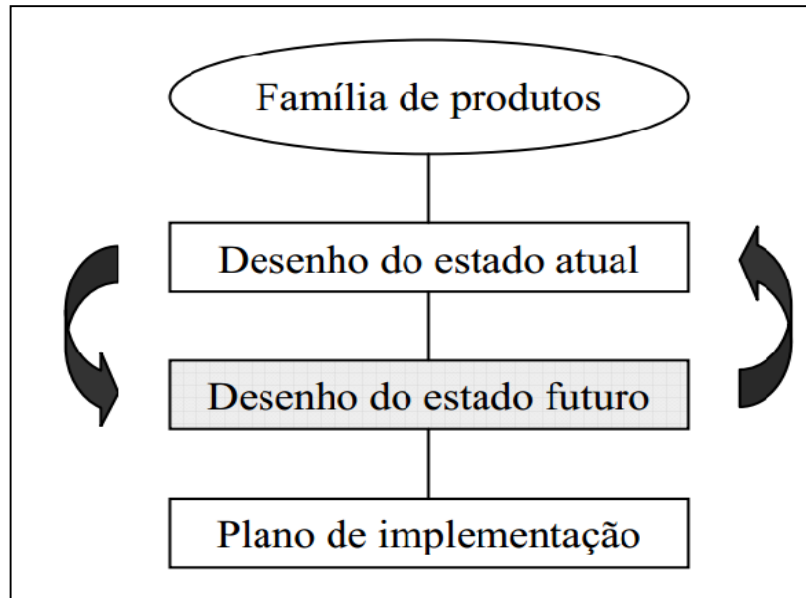 Família de produtos
Desenho do estado atual
Desenho do estado futuro
Plano de implementação